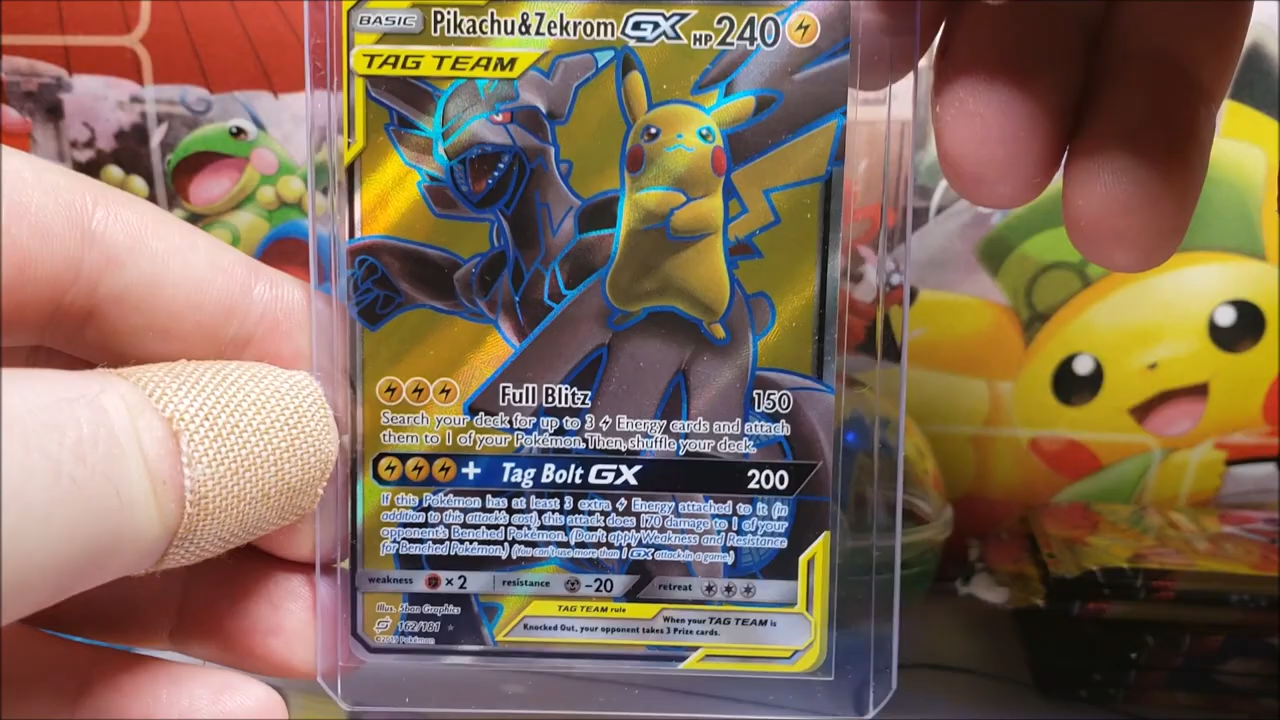 BASIC Pikachu&Zekrom GX HP 240
TAG TEAM
Full Blitz 150
Search your deck for up to 3 Energy cards and attach
them to 1 of your Pokémon. Then, shuffle your deck.
+ Tag Bolt GX 200
If this Pokémon has at least 3 extra Energy attached to it (in
addition to this attack's cost), this attack does 170 damage to 1 of your
opponent's Benched Pokémon. (Don't apply Weakness and Resistance
for Benched Pokémon.) (You can't use more than 1 GX attack in a game.)
weakness ×2 resistance -20 retreat
Illus. 5ban Graphics
162/181
©2019 Pokémon
TAG TEAM rule
When your TAG TEAM is
Knocked Out, your opponent takes 3 Prize cards.